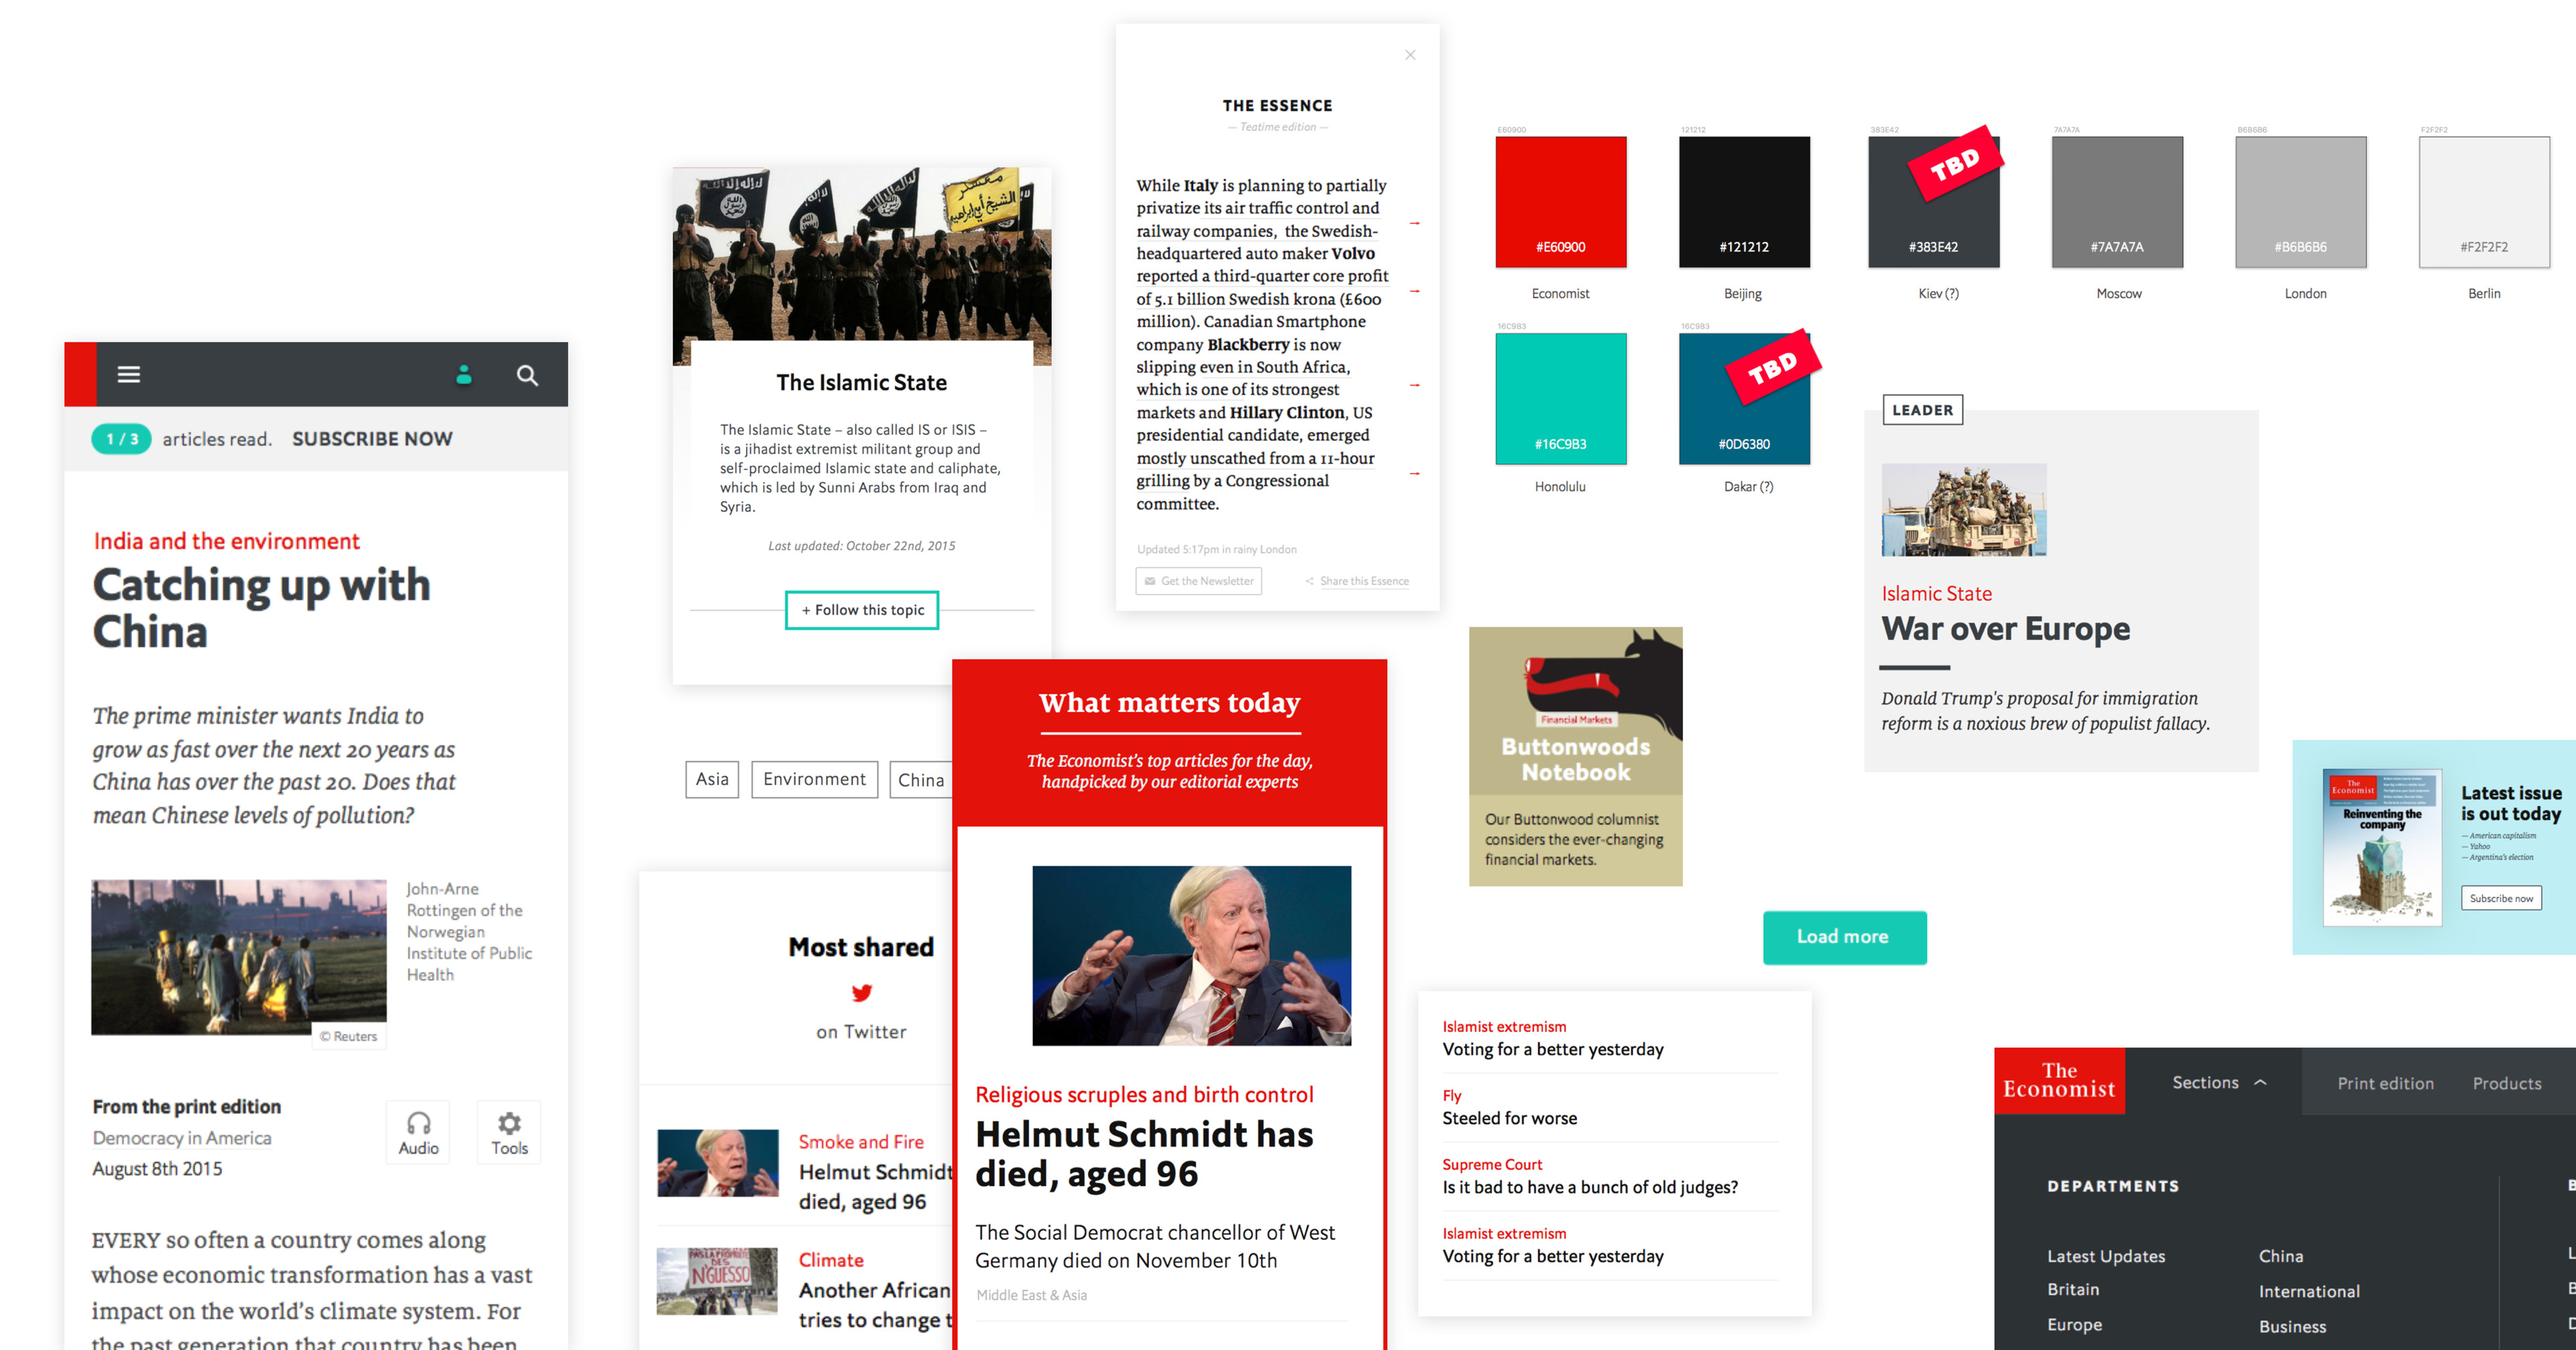 1 / 3 articles read. SUBSCRIBE NOW
India and the environment
Catching up with
China
The prime minister wants India to
grow as fast over the next 20 years as
China has over the past 20. Does that
mean Chinese levels of pollution?
John-Arne
Rottingen of the
Norwegian
Institute of Public
Health
© Reuters
From the print edition
Democracy in America
August 8th 2015
Audio
Tools
EVERY so often a country comes along
whose economic transformation has a vast
impact on the world's climate system. For
the past generation that country has been
The Islamic State
The Islamic State – also called IS or ISIS –
is a jihadist extremist militant group and
self-proclaimed Islamic state and caliphate,
which is led by Sunni Arabs from Iraq and
Syria.
Last updated: October 22nd, 2015
+ Follow this topic
Asia
Environment
China
Most shared
on Twitter
Smoke and Fire
Helmut Schmidt
died, aged 96
Climate
Another African
tries to change t
N'GUESSO
THE ESSENCE
— Teatime edition —
While Italy is planning to partially
privatize its air traffic control and
railway companies, the Swedish-
headquartered auto maker Volvo
reported a third-quarter core profit
of 5.1 billion Swedish krona (£600
million). Canadian Smartphone
company Blackberry is now
slipping even in South Africa,
which is one of its strongest
markets and Hillary Clinton, US
presidential candidate, emerged
mostly unscathed from a 11-hour
grilling by a Congressional
committee.
Updated 5:17pm in rainy London
Get the Newsletter
Share this Essence
What matters today
The Economist's top articles for the day,
handpicked by our editorial experts
Religious scruples and birth control
Helmut Schmidt has
died, aged 96
The Social Democrat chancellor of West
Germany died on November 10th
Middle East & Asia
E60900
#E60900
Economist
121212
#121212
Beijing
383E42
TBD
#383E42
Kiev (?)
7A7A7A
#7A7A7A
Moscow
B6B6B6
#B6B6B6
London
F2F2F2
#F2F2F2
Berlin
16C9B3
#16C9B3
Honolulu
16C9B3
TBD
#0D6380
Dakar (?)
Financial Markets
Buttonwoods
Notebook
Our Buttonwood columnist
considers the ever-changing
financial markets.
LEADER
Islamic State
War over Europe
Donald Trump's proposal for immigration
reform is a noxious brew of populist fallacy.
Load more
The
Economist
Reinventing the
company
Latest issue
is out today
— American capitalism
— Yahoo
— Argentina's election
Subscribe now
Islamist extremism
Voting for a better yesterday
Fly
Steeled for worse
Supreme Court
Is it bad to have a bunch of old judges?
Islamist extremism
Voting for a better yesterday
The
Economist
Sections
Print edition
Products
DEPARTMENTS
Latest Updates
China
Britain
International
Europe
Business